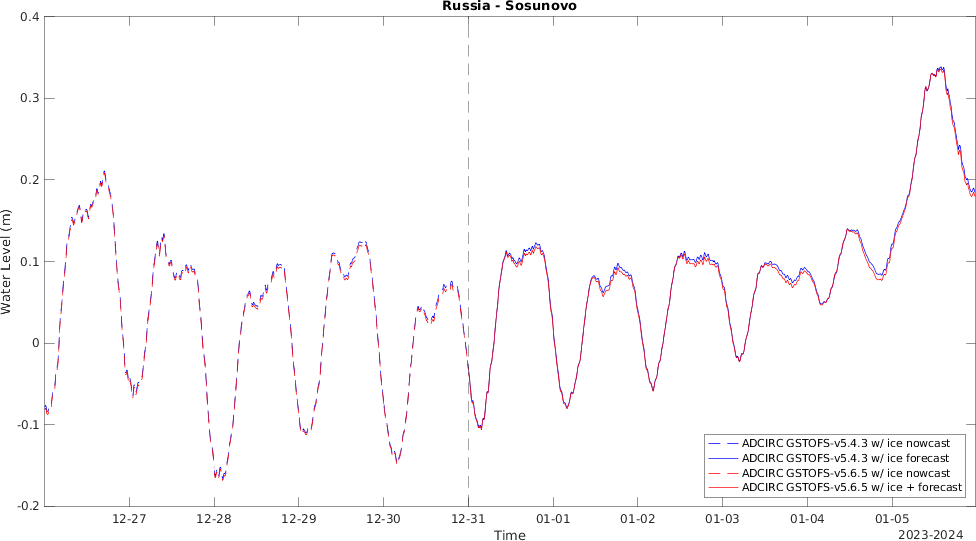 Russia - Sosunovo
0.4
0.3
0.2
0.1
0
-0.1
-0.2
Water Level (m)
12-27
12-28
12-29
12-30
12-31
01-01
01-02
01-03
01-04
01-05
Time
2023-2024
ADCIRC GSTOFS-v5.4.3 w/ ice nowcast
ADCIRC GSTOFS-v5.4.3 w/ ice forecast
ADCIRC GSTOFS-v5.6.5 w/ ice nowcast
ADCIRC GSTOFS-v5.6.5 w/ ice + forecast